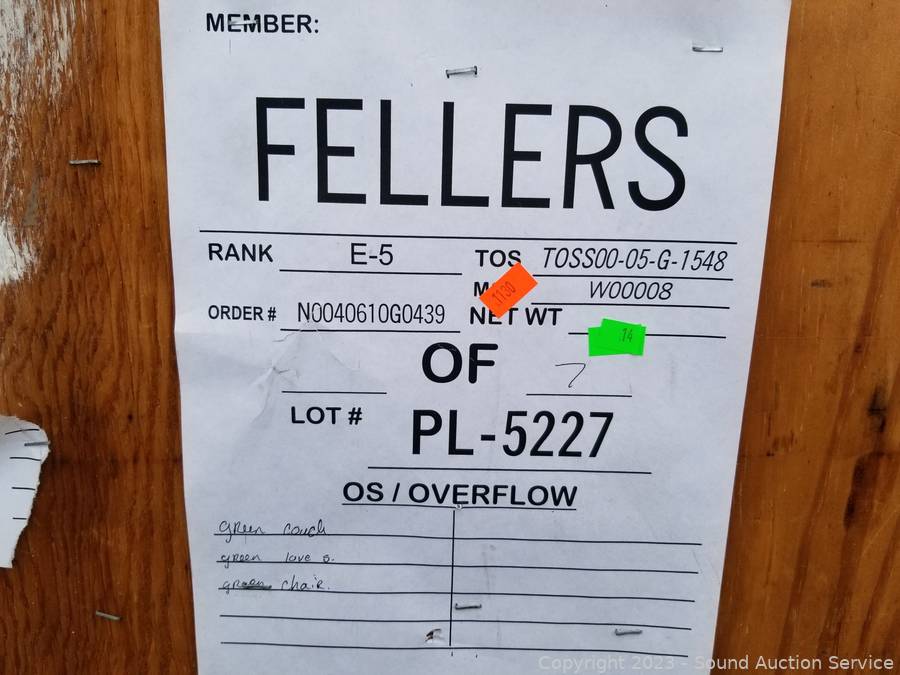 MEMBER:
FELLERS
RANK E-5 TOS TOSS00-05-G-1548
W00008
1130
ORDER # N0040610G0439 NET WT
14
OF 7
LOT # PL-5227
OS / OVERFLOW
green couch
green love s.
green chair.
Copyright 2023 - Sound Auction Service